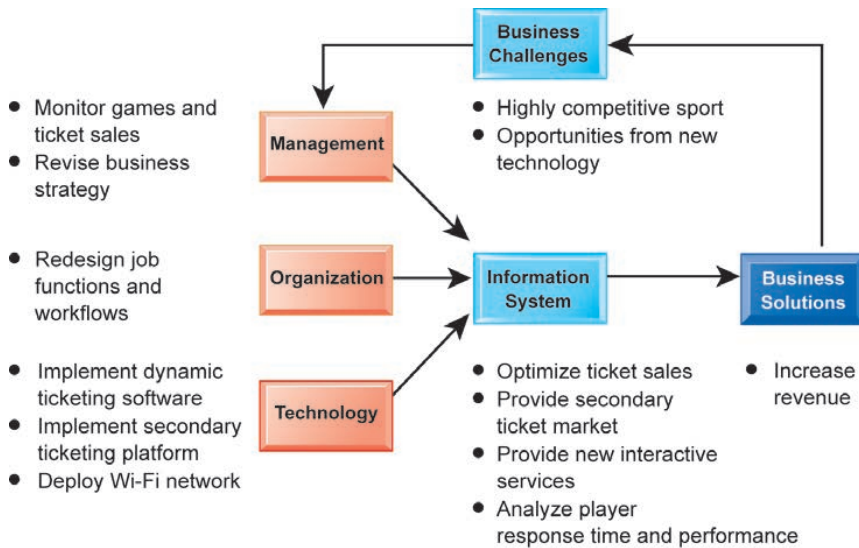 Business
Challenges
● Highly competitive sport
● Opportunities from new
technology
● Monitor games and
ticket sales
● Revise business
strategy
Management
● Redesign job
functions and
workflows
Organization
Information
System
Business
Solutions
● Implement dynamic
ticketing software
● Implement secondary
ticketing platform
● Deploy Wi-Fi network
Technology
● Optimize ticket sales
● Provide secondary
ticket market
● Provide new interactive
services
● Analyze player
response time and performance
● Increase
revenue